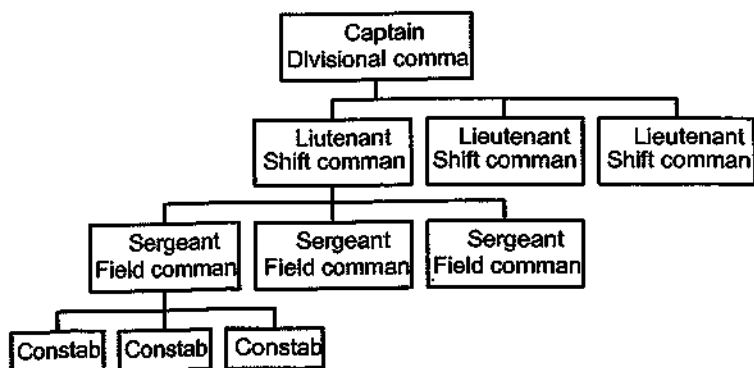 Captain
Divisional comma
Liutenant
Shift comman
Lieutenant
Shift comman
Lieutenant
Shift comman
Sergeant
Field comman
Sergeant
Field comman
Sergeant
Field comman
Constab
Constab
Constab